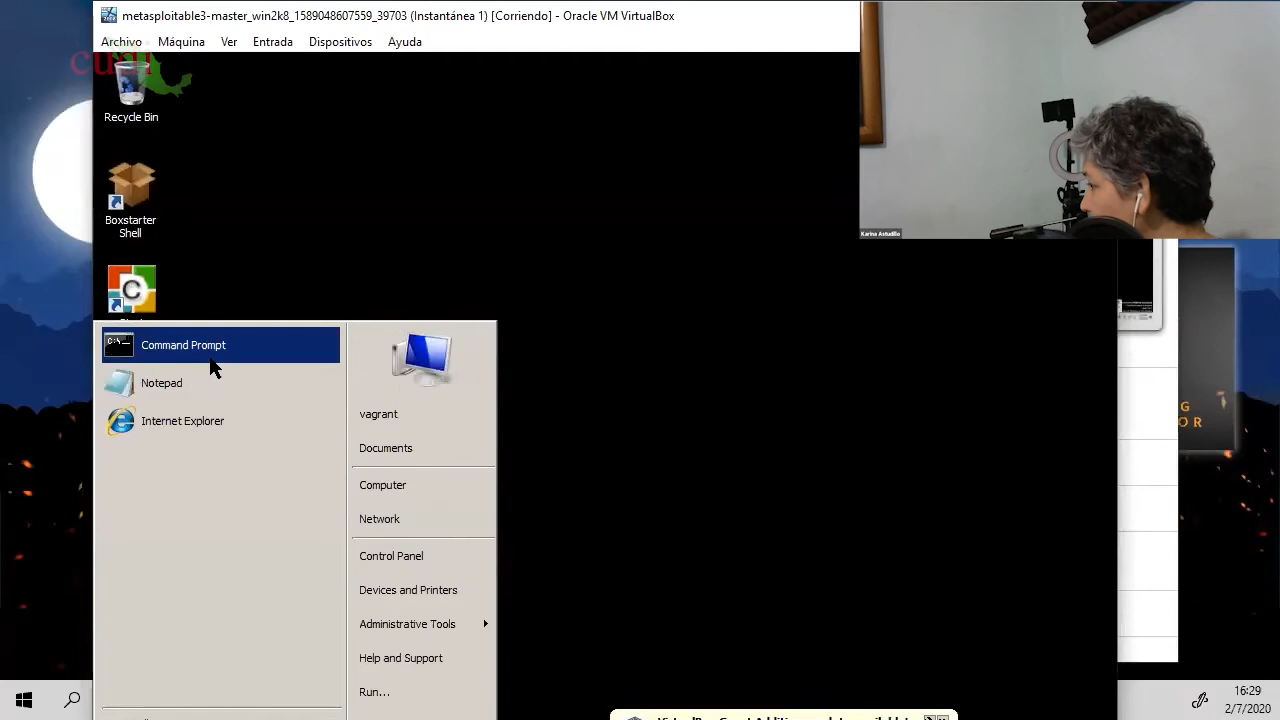 metasploitable3-master_win2k8_1589048607559_39703 (Instantánea 1) [Corriendo] - Oracle VM VirtualBox
Archivo Máquina Ver Entrada Dispositivos Ayuda
Recycle Bin
Boxstarter
Shell
Karina Astudillo
Command Prompt
Notepad
Internet Explorer
vagrant
Documents
Computer
Network
Control Panel
Devices and Printers
Administrative Tools
Help and Support
Run...
G
OR
16:29
2/7/2020